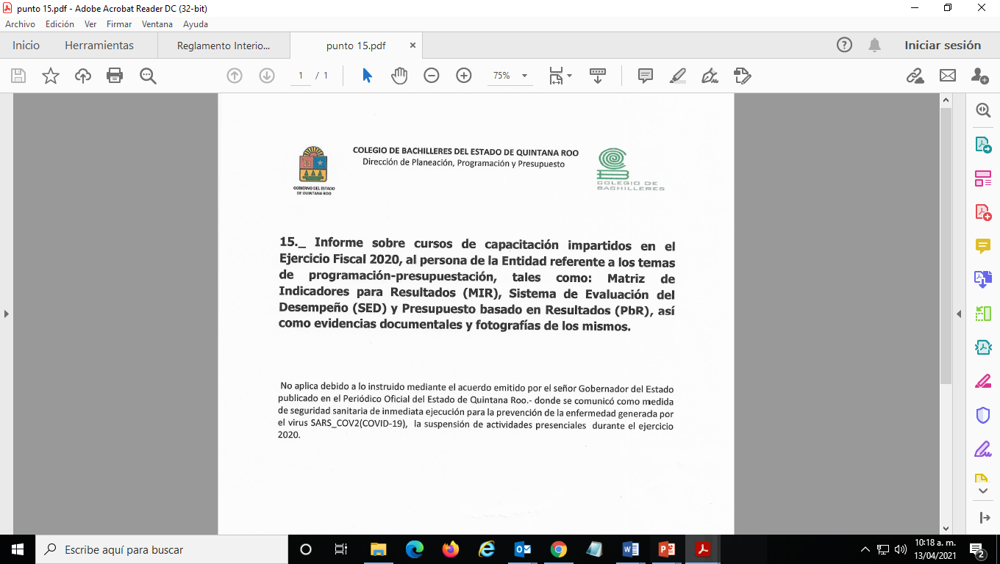 punto 15.pdf - Adobe Acrobat Reader DC (32-bit)
Archivo Edición Ver Firmar Ventana Ayuda
Inicio Herramientas Reglamento Interio... punto 15.pdf × Iniciar sesión
1 / 1 75%
COLEGIO DE BACHILLERES DEL ESTADO DE QUINTANA ROO
Dirección de Planeación, Programación y Presupuesto
GOBIERNO DEL ESTADO
DE QUINTANA ROO
COLEGIO DE
BACHILLERES
15._ Informe sobre cursos de capacitación impartidos en el
Ejercicio Fiscal 2020, al persona de la Entidad referente a los temas
de programación-presupuestación, tales como: Matriz de
Indicadores para Resultados (MIR), Sistema de Evaluación del
Desempeño (SED) y Presupuesto basado en Resultados (PbR), así
como evidencias documentales y fotografías de los mismos.
No aplica debido a lo instruido mediante el acuerdo emitido por el señor Gobernador del Estado
publicado en el Periódico Oficial del Estado de Quintana Roo.- donde se comunicó como medida
de seguridad sanitaria de inmediata ejecución para la prevención de la enfermedad generada por
el virus SARS_COV2(COVID-19), la suspensión de actividades presenciales durante el ejercicio
2020.
Escribe aquí para buscar
10:18 a. m.
13/04/2021
2